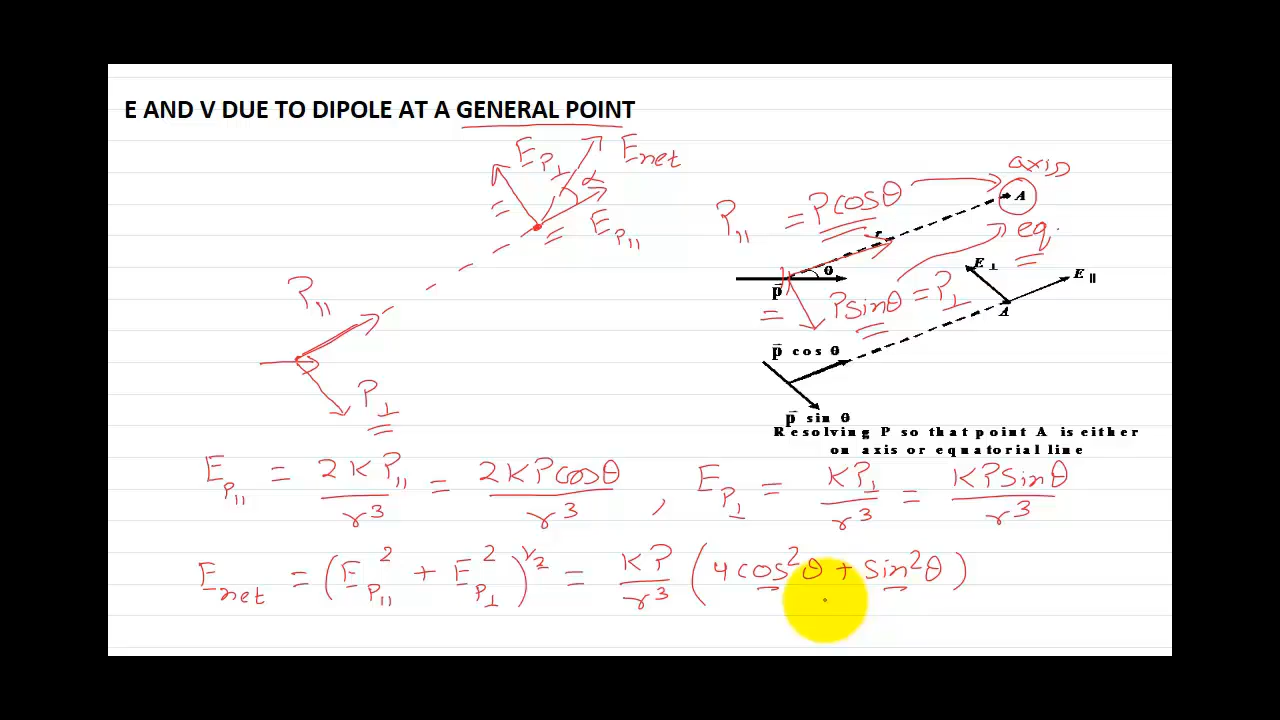 E AND V DUE TO DIPOLE AT A GENERAL POINT
E_P⊥ E_net
α
E_P||
P||
P⊥
axis
P|| = Pcosθ A
r
eq.
θ
p⃗
Psinθ = P⊥
E⊥ E||
A
p⃗ cos θ
p⃗ sin θ
Resolving P so that point A is either
on axis or equatorial line
E_P|| = 2KP||/r³ = 2KPcosθ/r³ , E_P⊥ = KP⊥/r³ = KPsinθ/r³
E_net = (E_P||² + E_P⊥²)^1/2 = KP/r³ (4cos²θ + sin²θ)